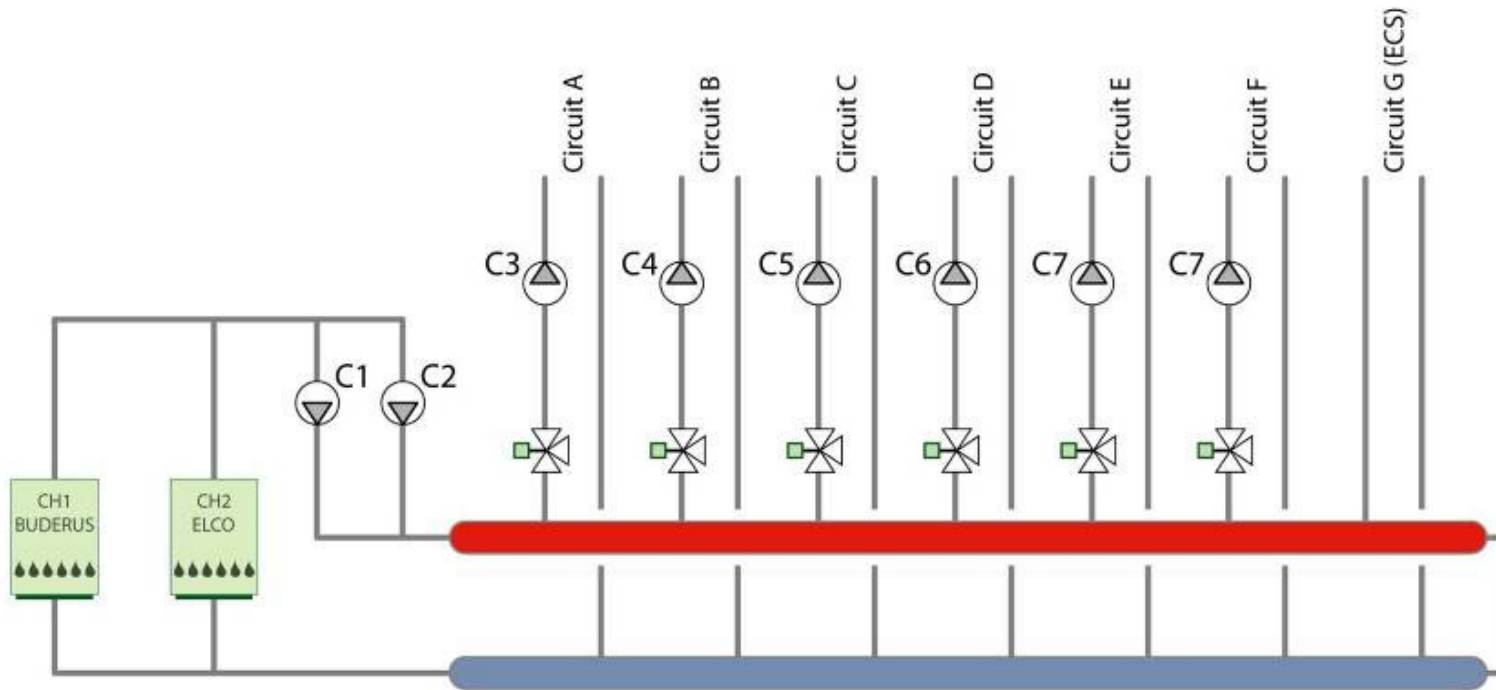 Circuit A
Circuit B
Circuit C
Circuit D
Circuit E
Circuit F
Circuit G (ECS)
C3
C4
C5
C6
C7
C7
C1
C2
CH1
BUDERUS
CH2
ELCO